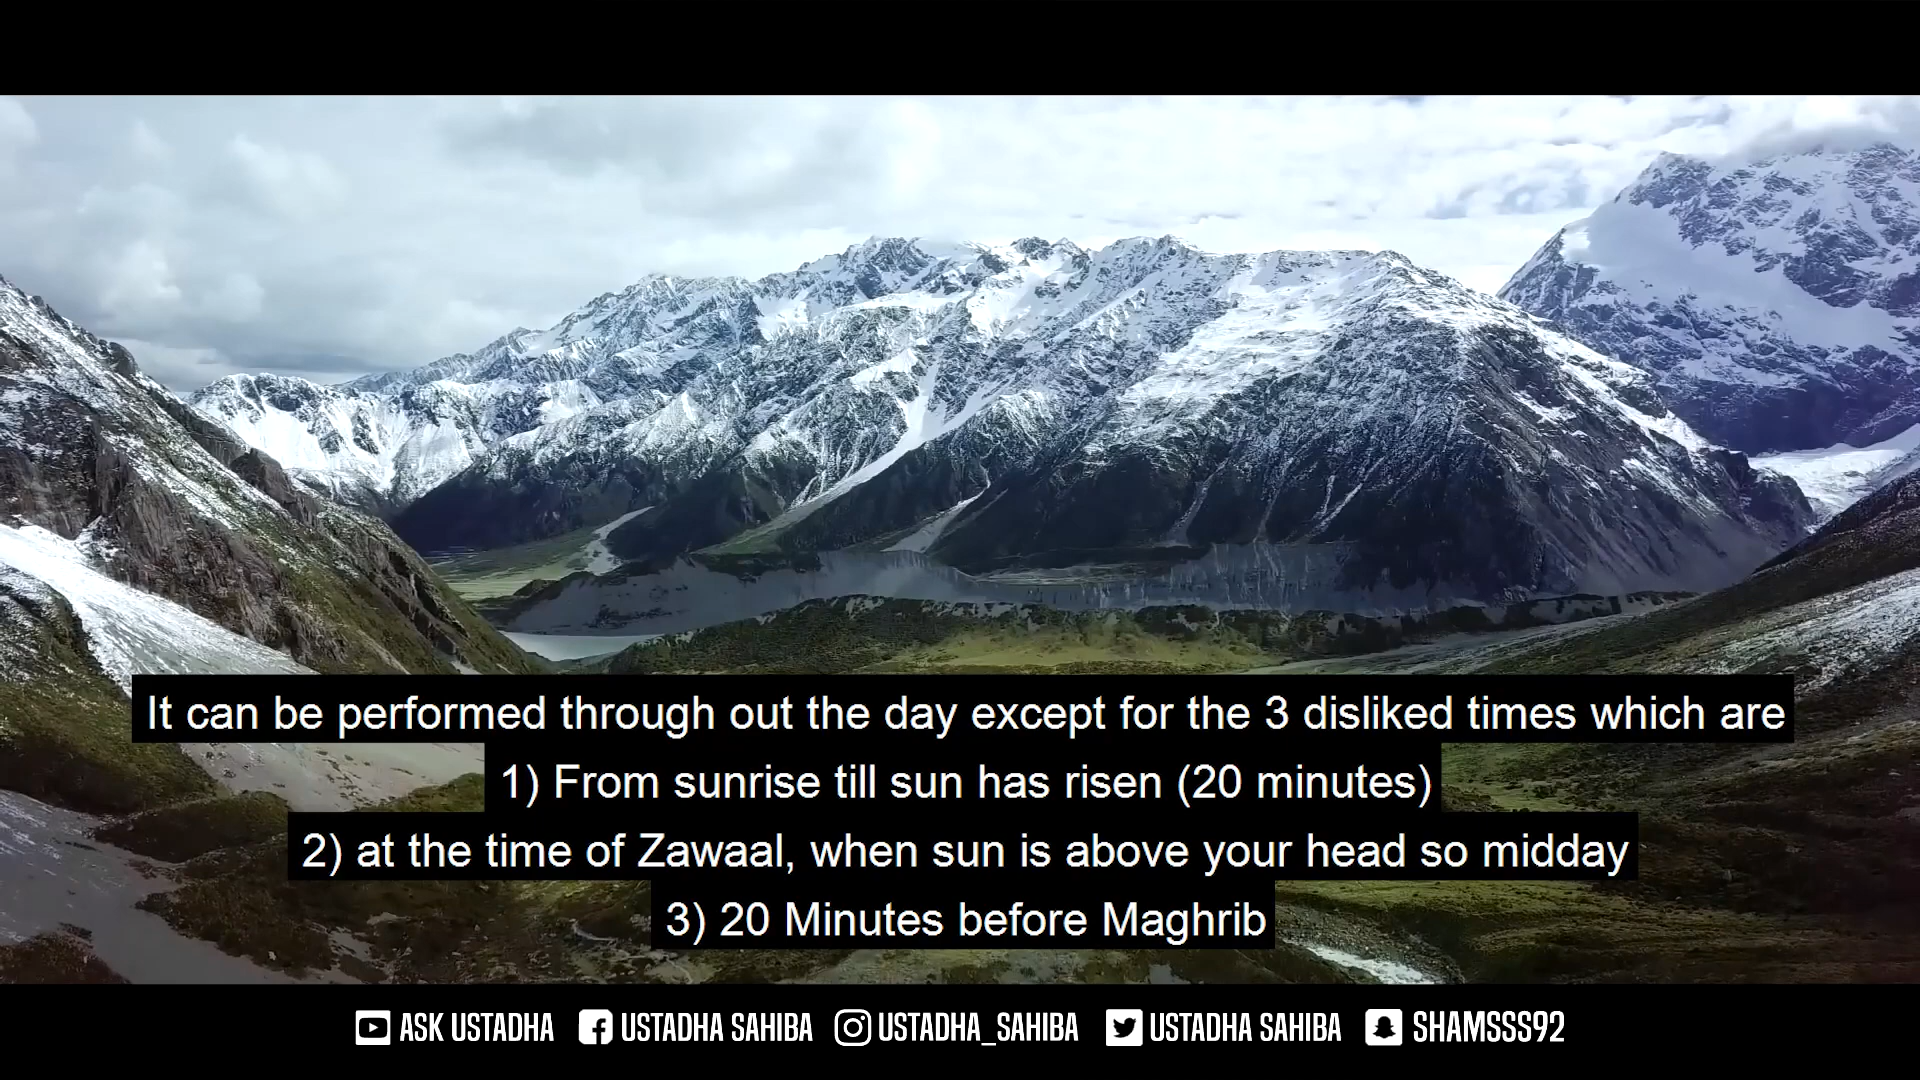 It can be performed through out the day except for the 3 disliked times which are
1) From sunrise till sun has risen (20 minutes)
2) at the time of Zawaal, when sun is above your head so midday
3) 20 Minutes before Maghrib
ASK USTADHA USTADHA SAHIBA USTADHA_SAHIBA USTADHA SAHIBA SHAMSSS92